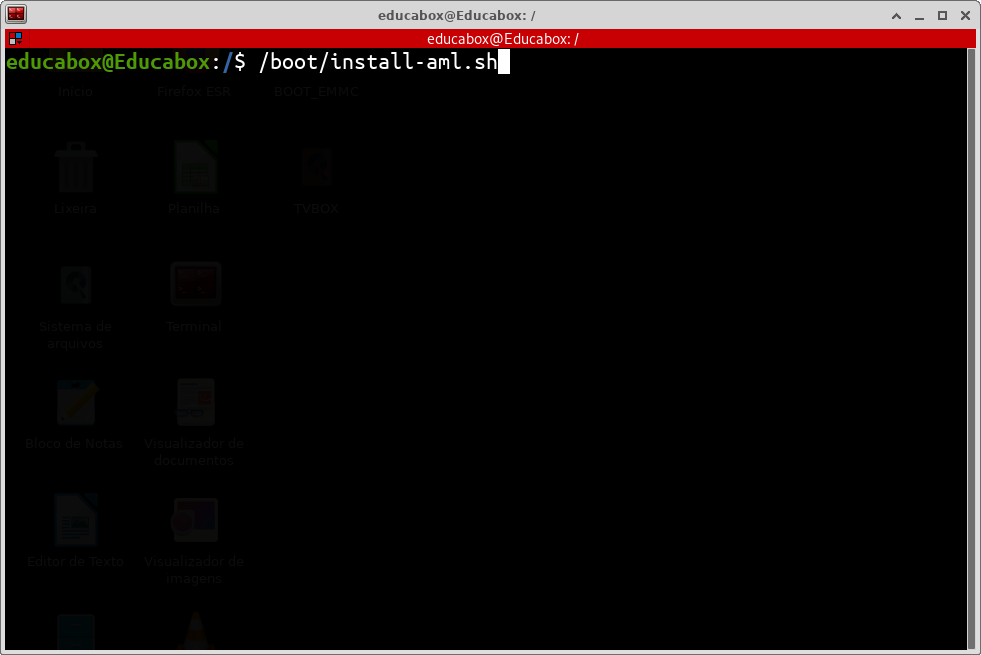 educabox@Educabox: /
educabox@Educabox: /
educabox@Educabox:/$ /boot/install-aml.sh
Início Firefox ESR BOOT_EMMC
Lixeira Planilha TVBOX
Sistema de arquivos Terminal
Bloco de Notas Visualizador de documentos
Editor de Texto Visualizador de imagens